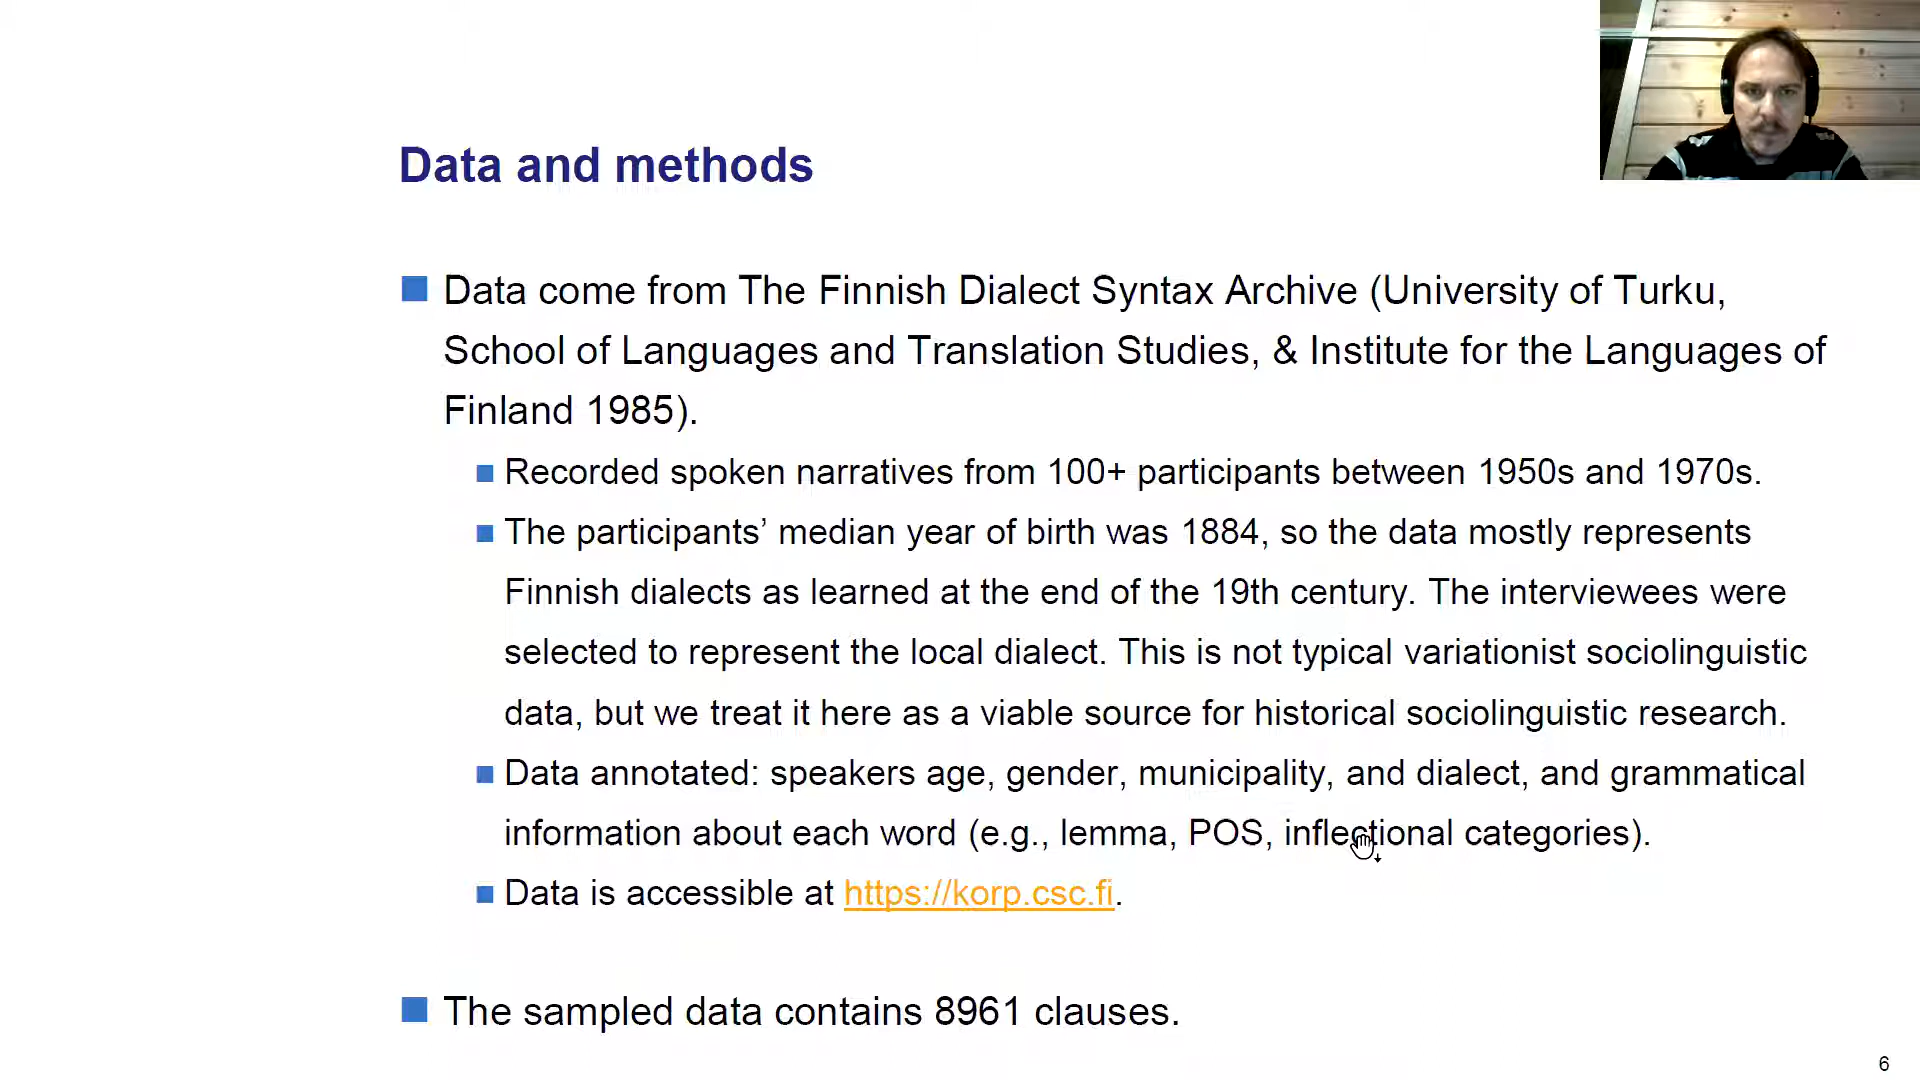 Data and methods
Data come from The Finnish Dialect Syntax Archive (University of Turku,
School of Languages and Translation Studies, & Institute for the Languages of
Finland 1985).
Recorded spoken narratives from 100+ participants between 1950s and 1970s.
The participants’ median year of birth was 1884, so the data mostly represents
Finnish dialects as learned at the end of the 19th century. The interviewees were
selected to represent the local dialect. This is not typical variationist sociolinguistic
data, but we treat it here as a viable source for historical sociolinguistic research.
Data annotated: speakers age, gender, municipality, and dialect, and grammatical
information about each word (e.g., lemma, POS, inflectional categories).
Data is accessible at https://korp.csc.fi.
The sampled data contains 8961 clauses.
6